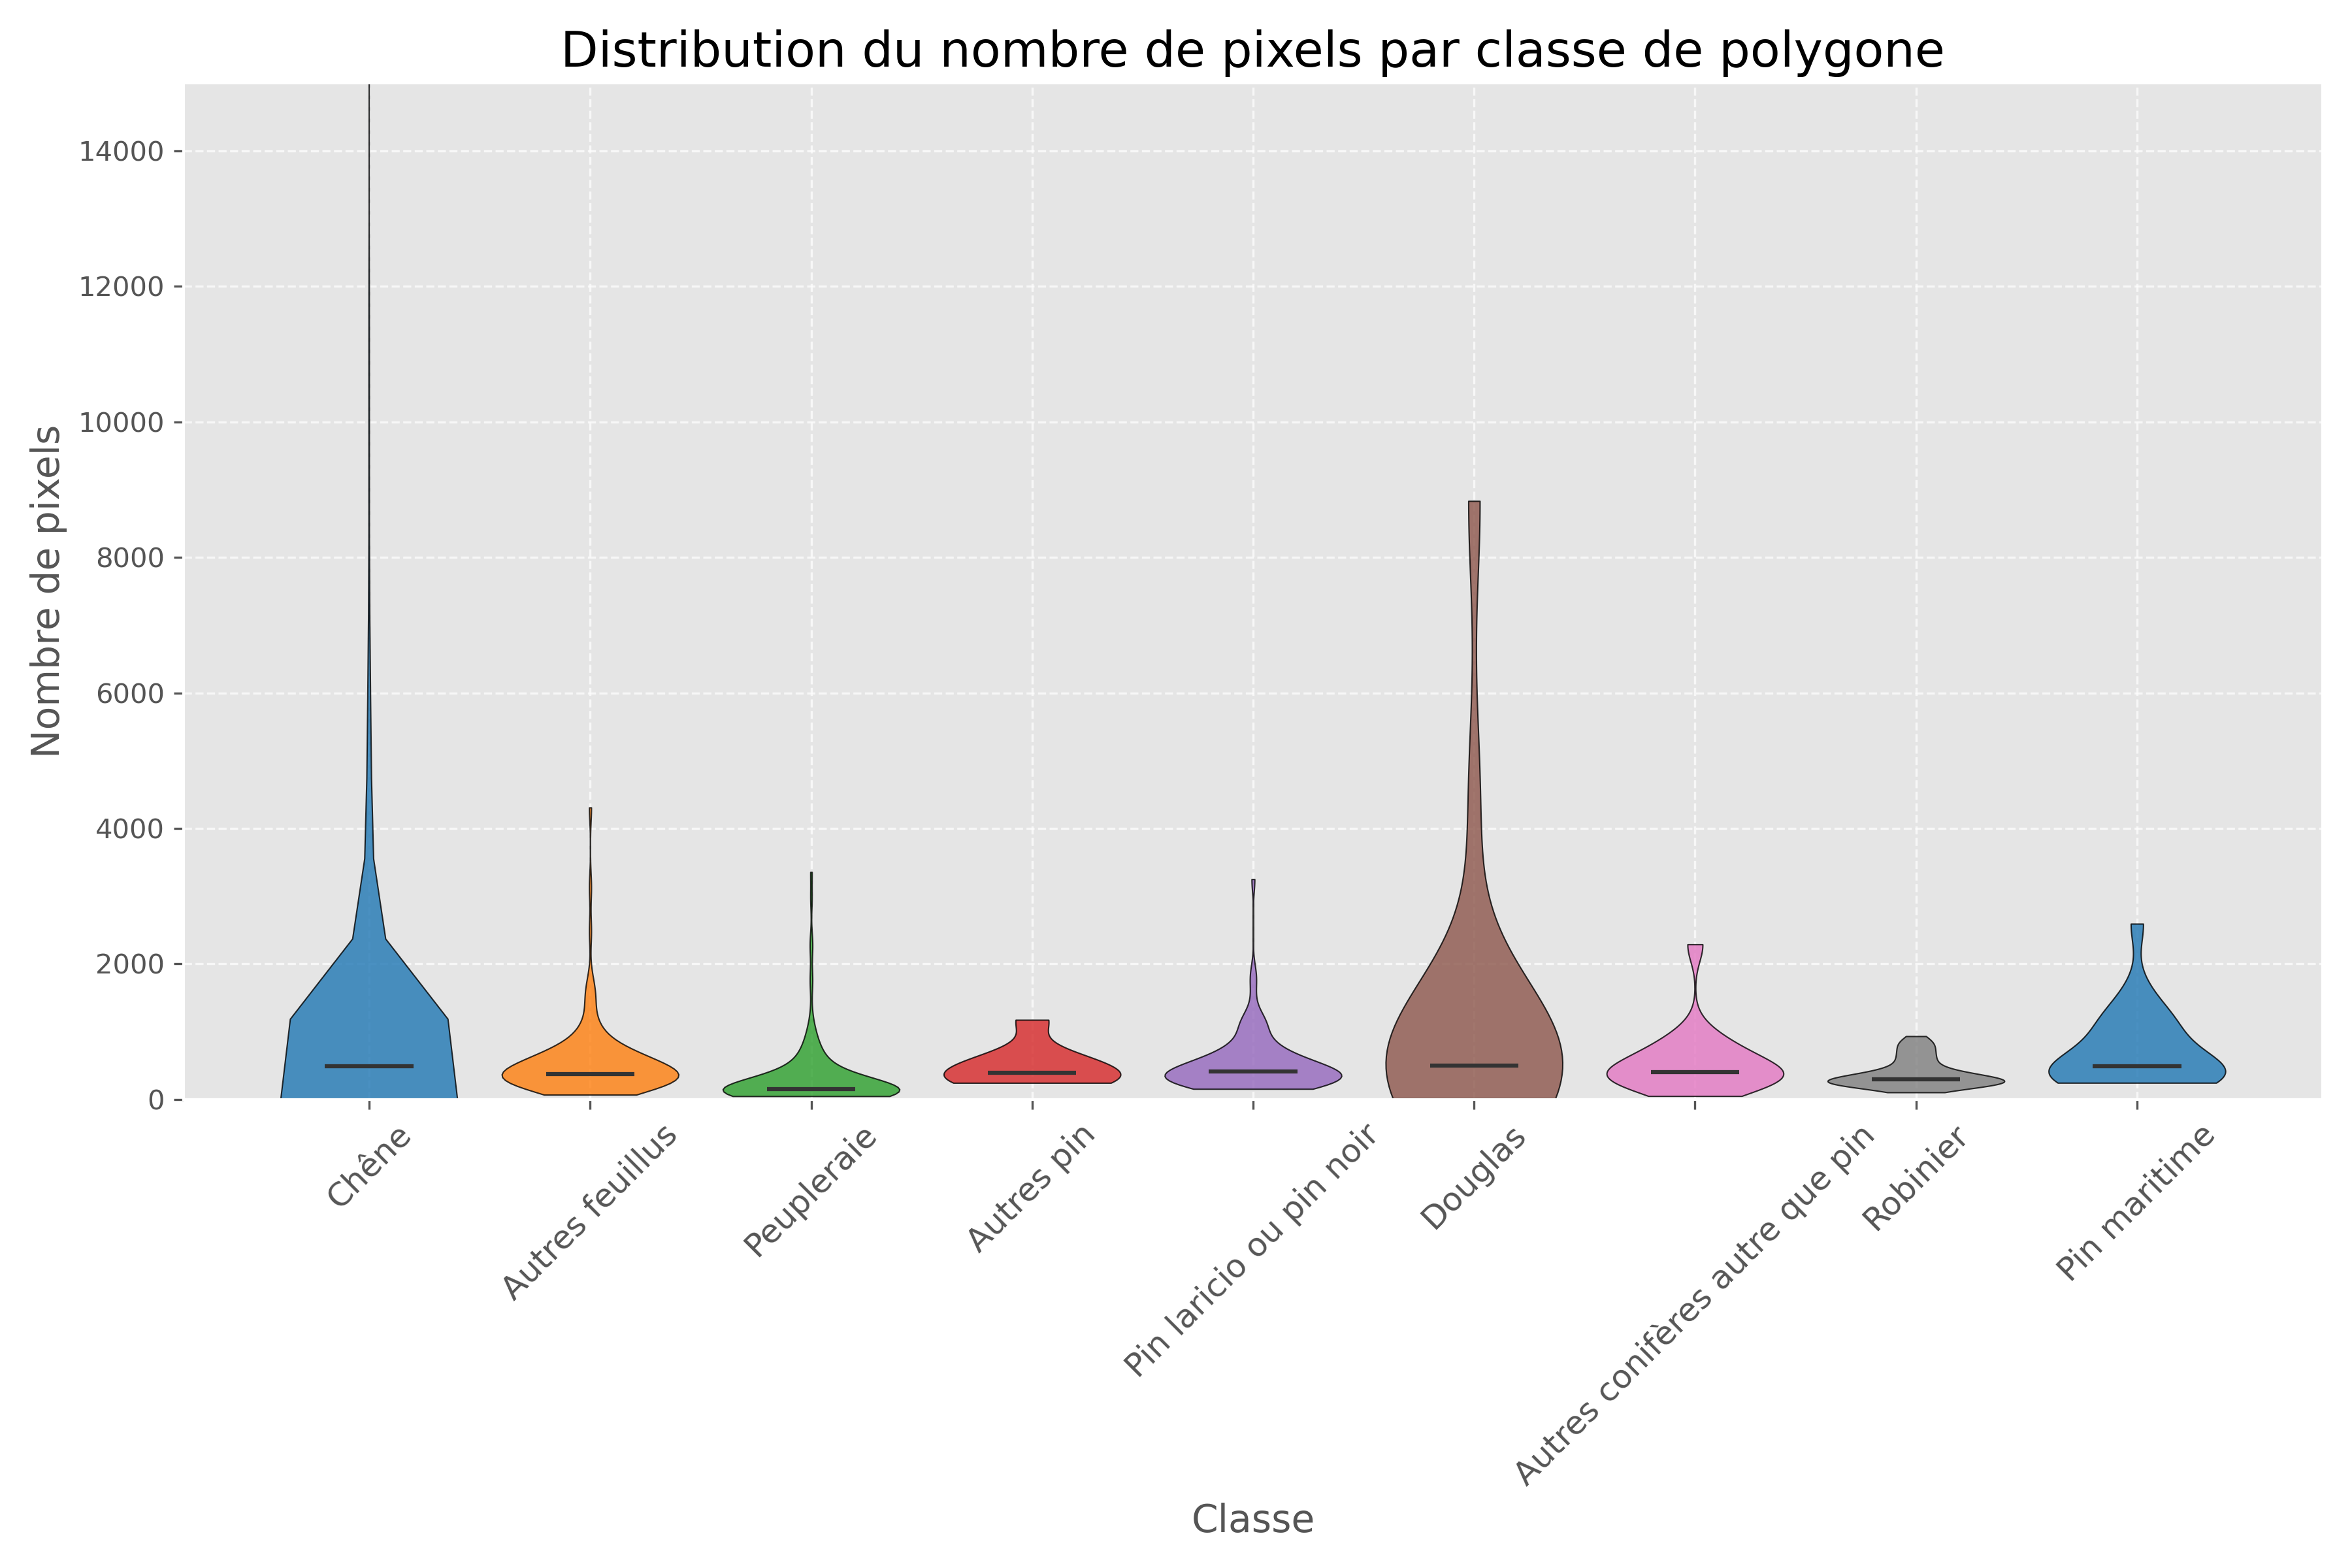 Distribution du nombre de pixels par classe de polygone
Nombre de pixels
14000
12000
10000
8000
6000
4000
2000
0
Chêne
Autres feuillus
Peupleraie
Autres pin
Pin laricio ou pin noir
Douglas
Autres conifères autre que pin
Robinier
Pin maritime
Classe